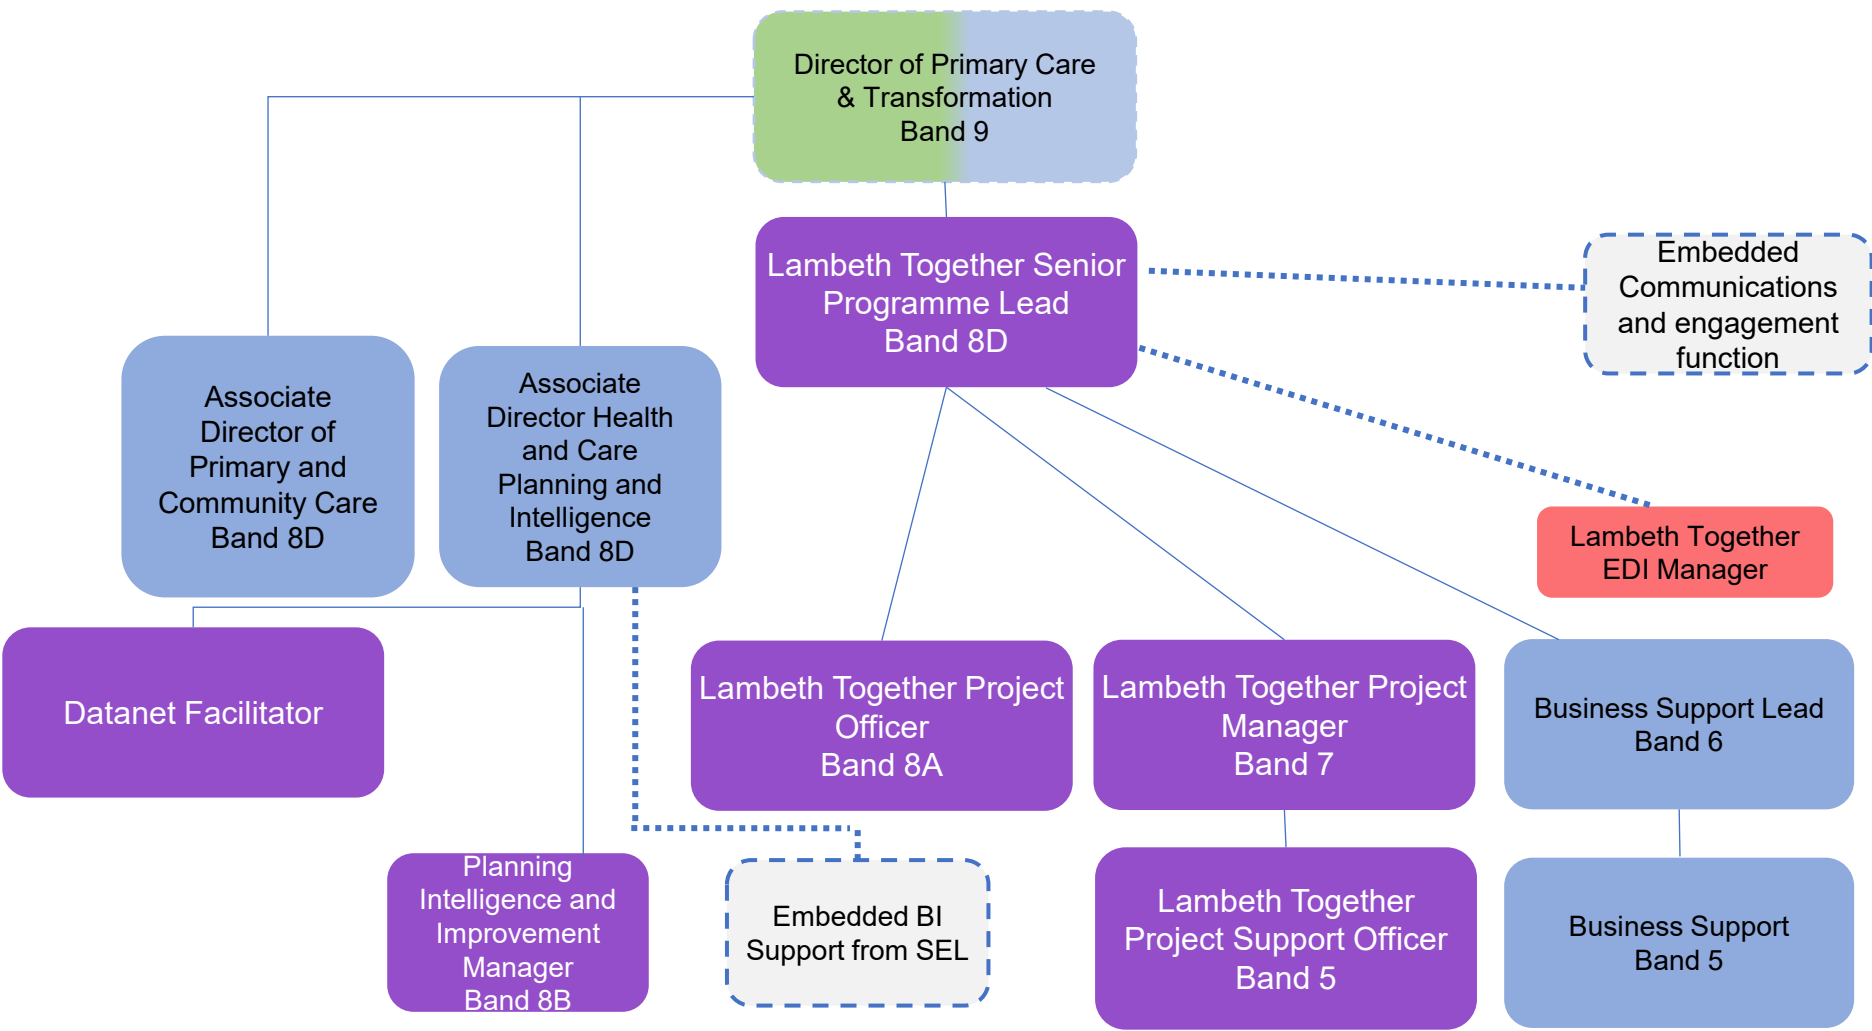 Director of Primary Care
& Transformation
Band 9
Lambeth Together Senior
Programme Lead
Band 8D
Embedded
Communications
and engagement
function
Associate
Director of
Primary and
Community Care
Band 8D
Associate
Director Health
and Care
Planning and
Intelligence
Band 8D
Lambeth Together
EDI Manager
Datanet Facilitator
Lambeth Together Project
Officer
Band 8A
Lambeth Together Project
Manager
Band 7
Business Support Lead
Band 6
Planning
Intelligence and
Improvement
Manager
Band 8B
Embedded BI
Support from SEL
Lambeth Together
Project Support Officer
Band 5
Business Support
Band 5